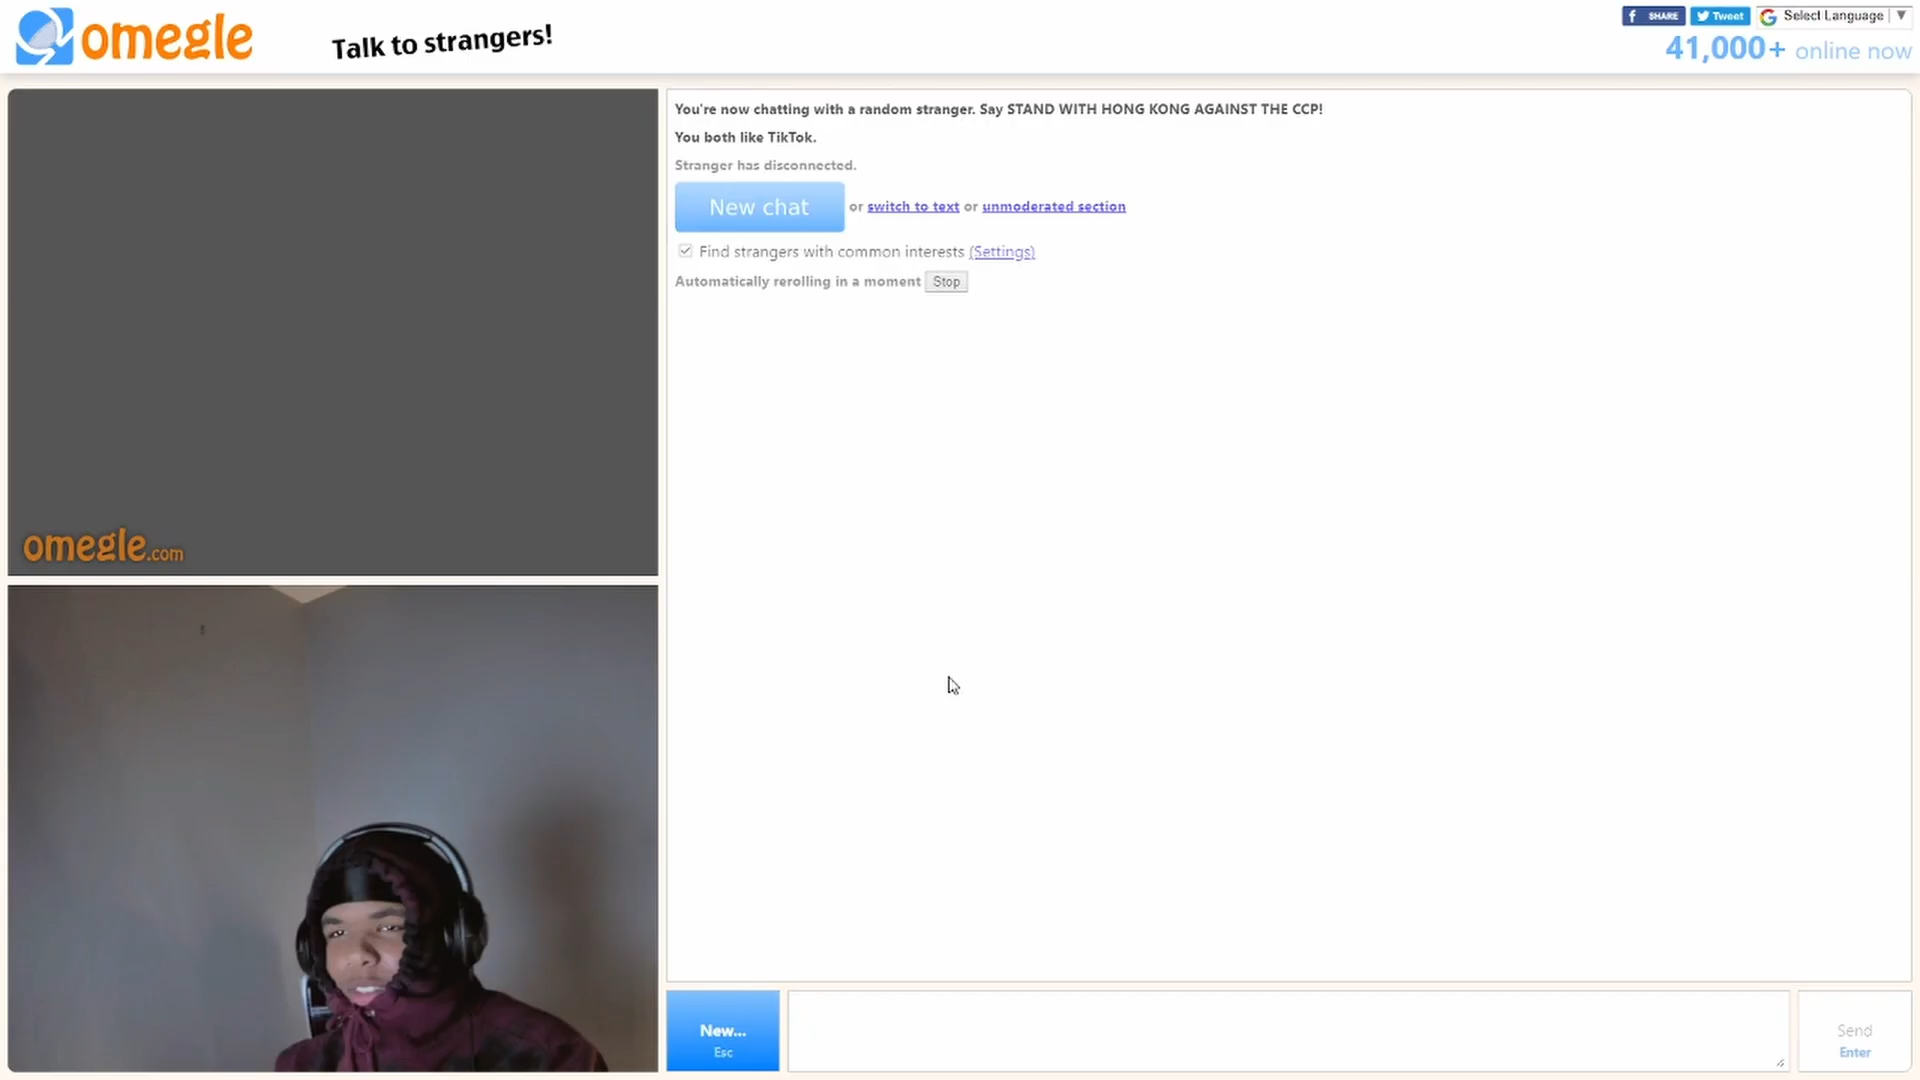 omegle
Talk to strangers!
SHARE
Tweet
Select Language
41,000+ online now
You're now chatting with a random stranger. Say STAND WITH HONG KONG AGAINST THE CCP!
You both like TikTok.
Stranger has disconnected.
New chat or switch to text or unmoderated section
Find strangers with common interests (Settings)
Automatically rerolling in a moment Stop
omegle.com
New...
Esc
Send
Enter